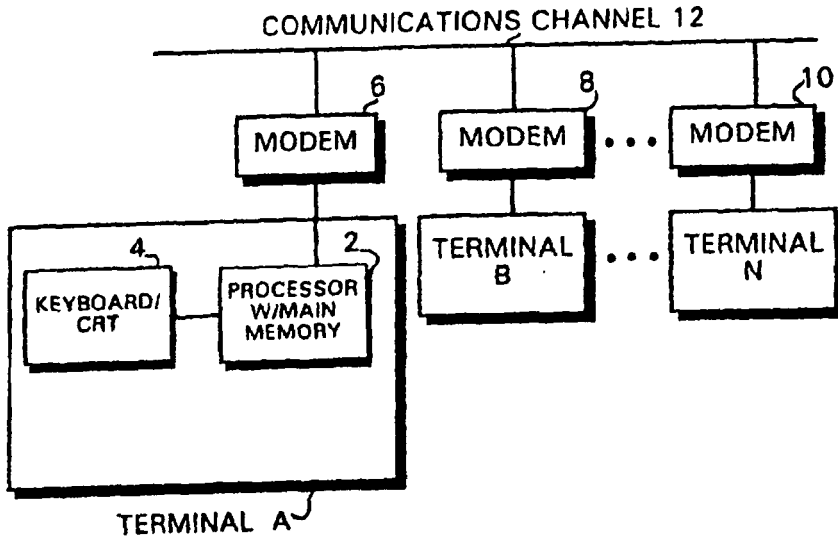 COMMUNICATIONS CHANNEL 12
6
MODEM
8
MODEM
10
MODEM
4
KEYBOARD/
CRT
2
PROCESSOR
W/MAIN
MEMORY
TERMINAL
B
TERMINAL
N
TERMINAL A